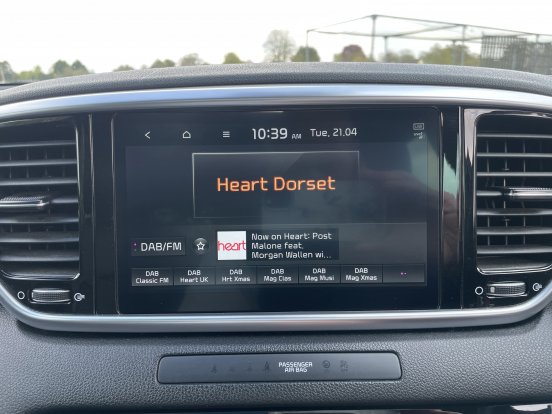 10:39 AM Tue, 21.04
Heart Dorset
DAB/FM
heart
Now on Heart: Post
Malone feat.
Morgan Wallen wi...
DAB DAB DAB DAB DAB DAB
Classic FM Heart UK Hrt Xmas Mag Clas Mag Musi Mag Xmas
PASSENGER
AIR BAG